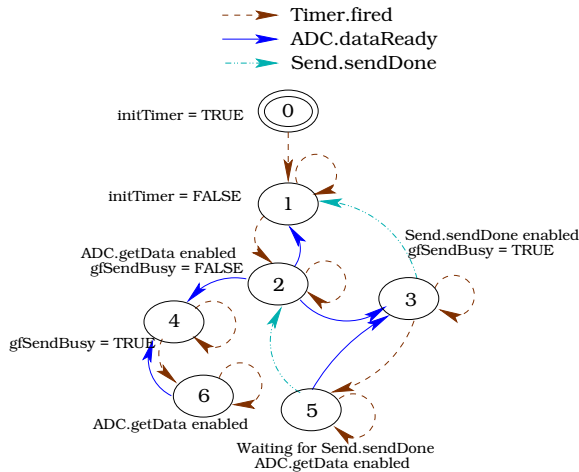 Timer.fired
ADC.dataReady
Send.sendDone
initTimer = TRUE
0
initTimer = FALSE
1
Send.sendDone enabled
gfSendBusy = TRUE
ADC.getData enabled
gfSendBusy = FALSE
2
3
4
gfSendBusy = TRUE
6
5
ADC.getData enabled
Waiting for Send.sendDone
ADC.getData enabled